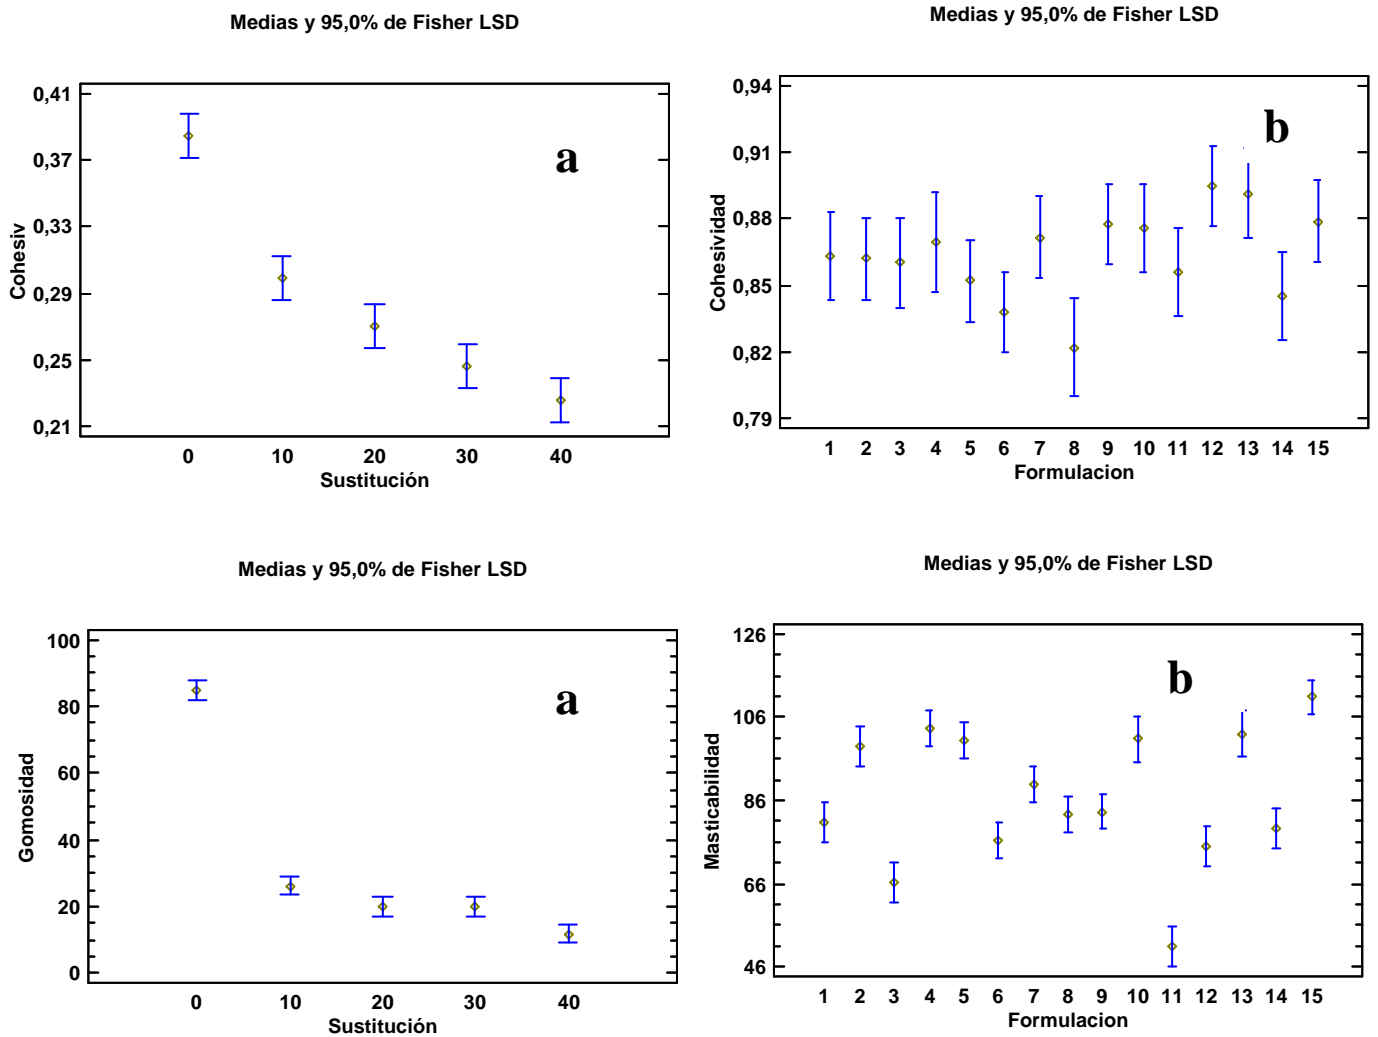 Medias y 95,0% de Fisher LSD
0,41
0,37
0,33
0,29
0,25
0,21
Cohesiv
a
0 10 20 30 40
Sustitución
Medias y 95,0% de Fisher LSD
0,94
0,91
0,88
0,85
0,82
0,79
Cohesividad
b
1 2 3 4 5 6 7 8 9 10 11 12 13 14 15
Formulacion
Medias y 95,0% de Fisher LSD
100
80
60
40
20
0
Gomosidad
a
0 10 20 30 40
Sustitución
Medias y 95,0% de Fisher LSD
126
106
86
66
46
Masticabilidad
b
1 2 3 4 5 6 7 8 9 10 11 12 13 14 15
Formulacion